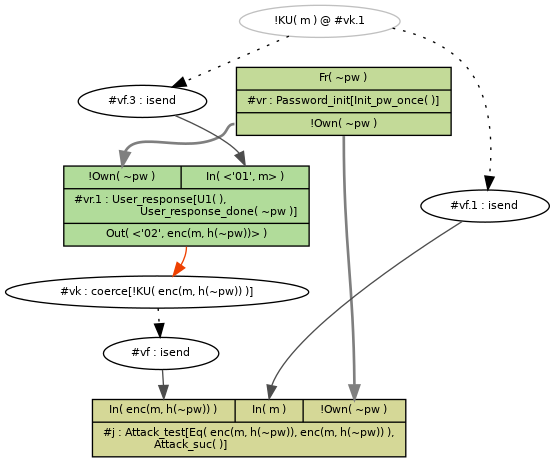 !KU( m ) @ #vk.1
Fr( ~pw )
#vr : Password_init[Init_pw_once( )]
!Own( ~pw )
#vf.3 : isend
!Own( ~pw ) In( <'01', m> )
#vr.1 : User_response[U1( ),
User_response_done( ~pw )]
Out( <'02', enc(m, h(~pw))> )
#vf.1 : isend
#vk : coerce[!KU( enc(m, h(~pw)) )]
#vf : isend
In( enc(m, h(~pw)) ) In( m ) !Own( ~pw )
#j : Attack_test[Eq( enc(m, h(~pw)), enc(m, h(~pw)) ),
Attack_suc( )]